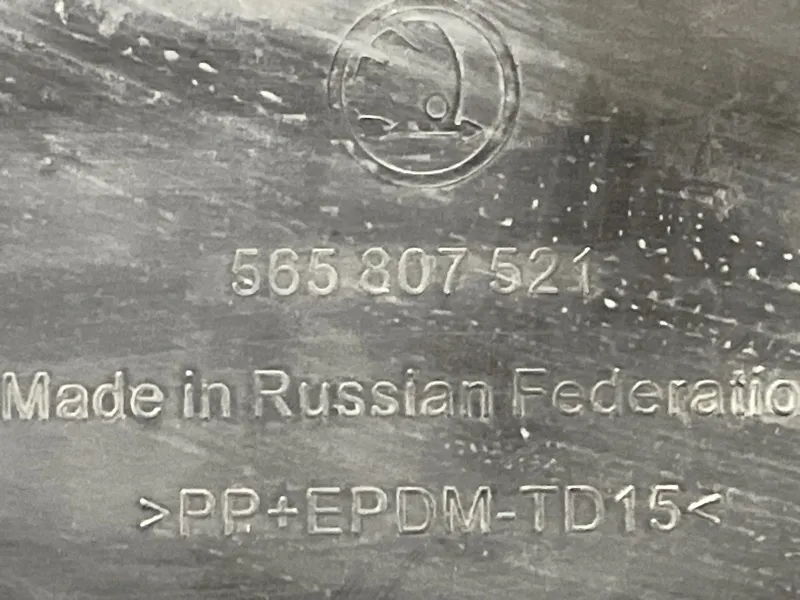 565 807 521
Made in Russian Federatio
>PP+EPDM-TD15<